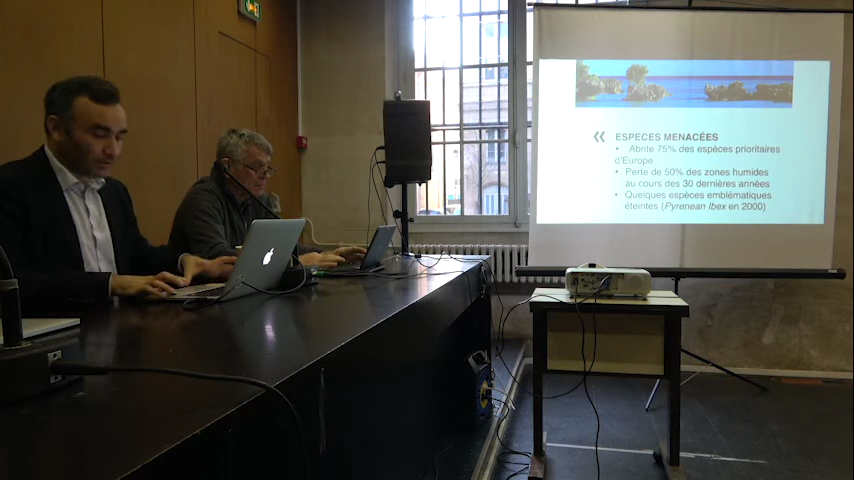 ESPECES MENACÉES
• Abrite 75% des espèces prioritaires
d'Europe
• Perte de 50% des zones humides
au cours des 30 dernières années
• Quelques espèces emblématiques
éteintes (Pyrenean Ibex en 2000)